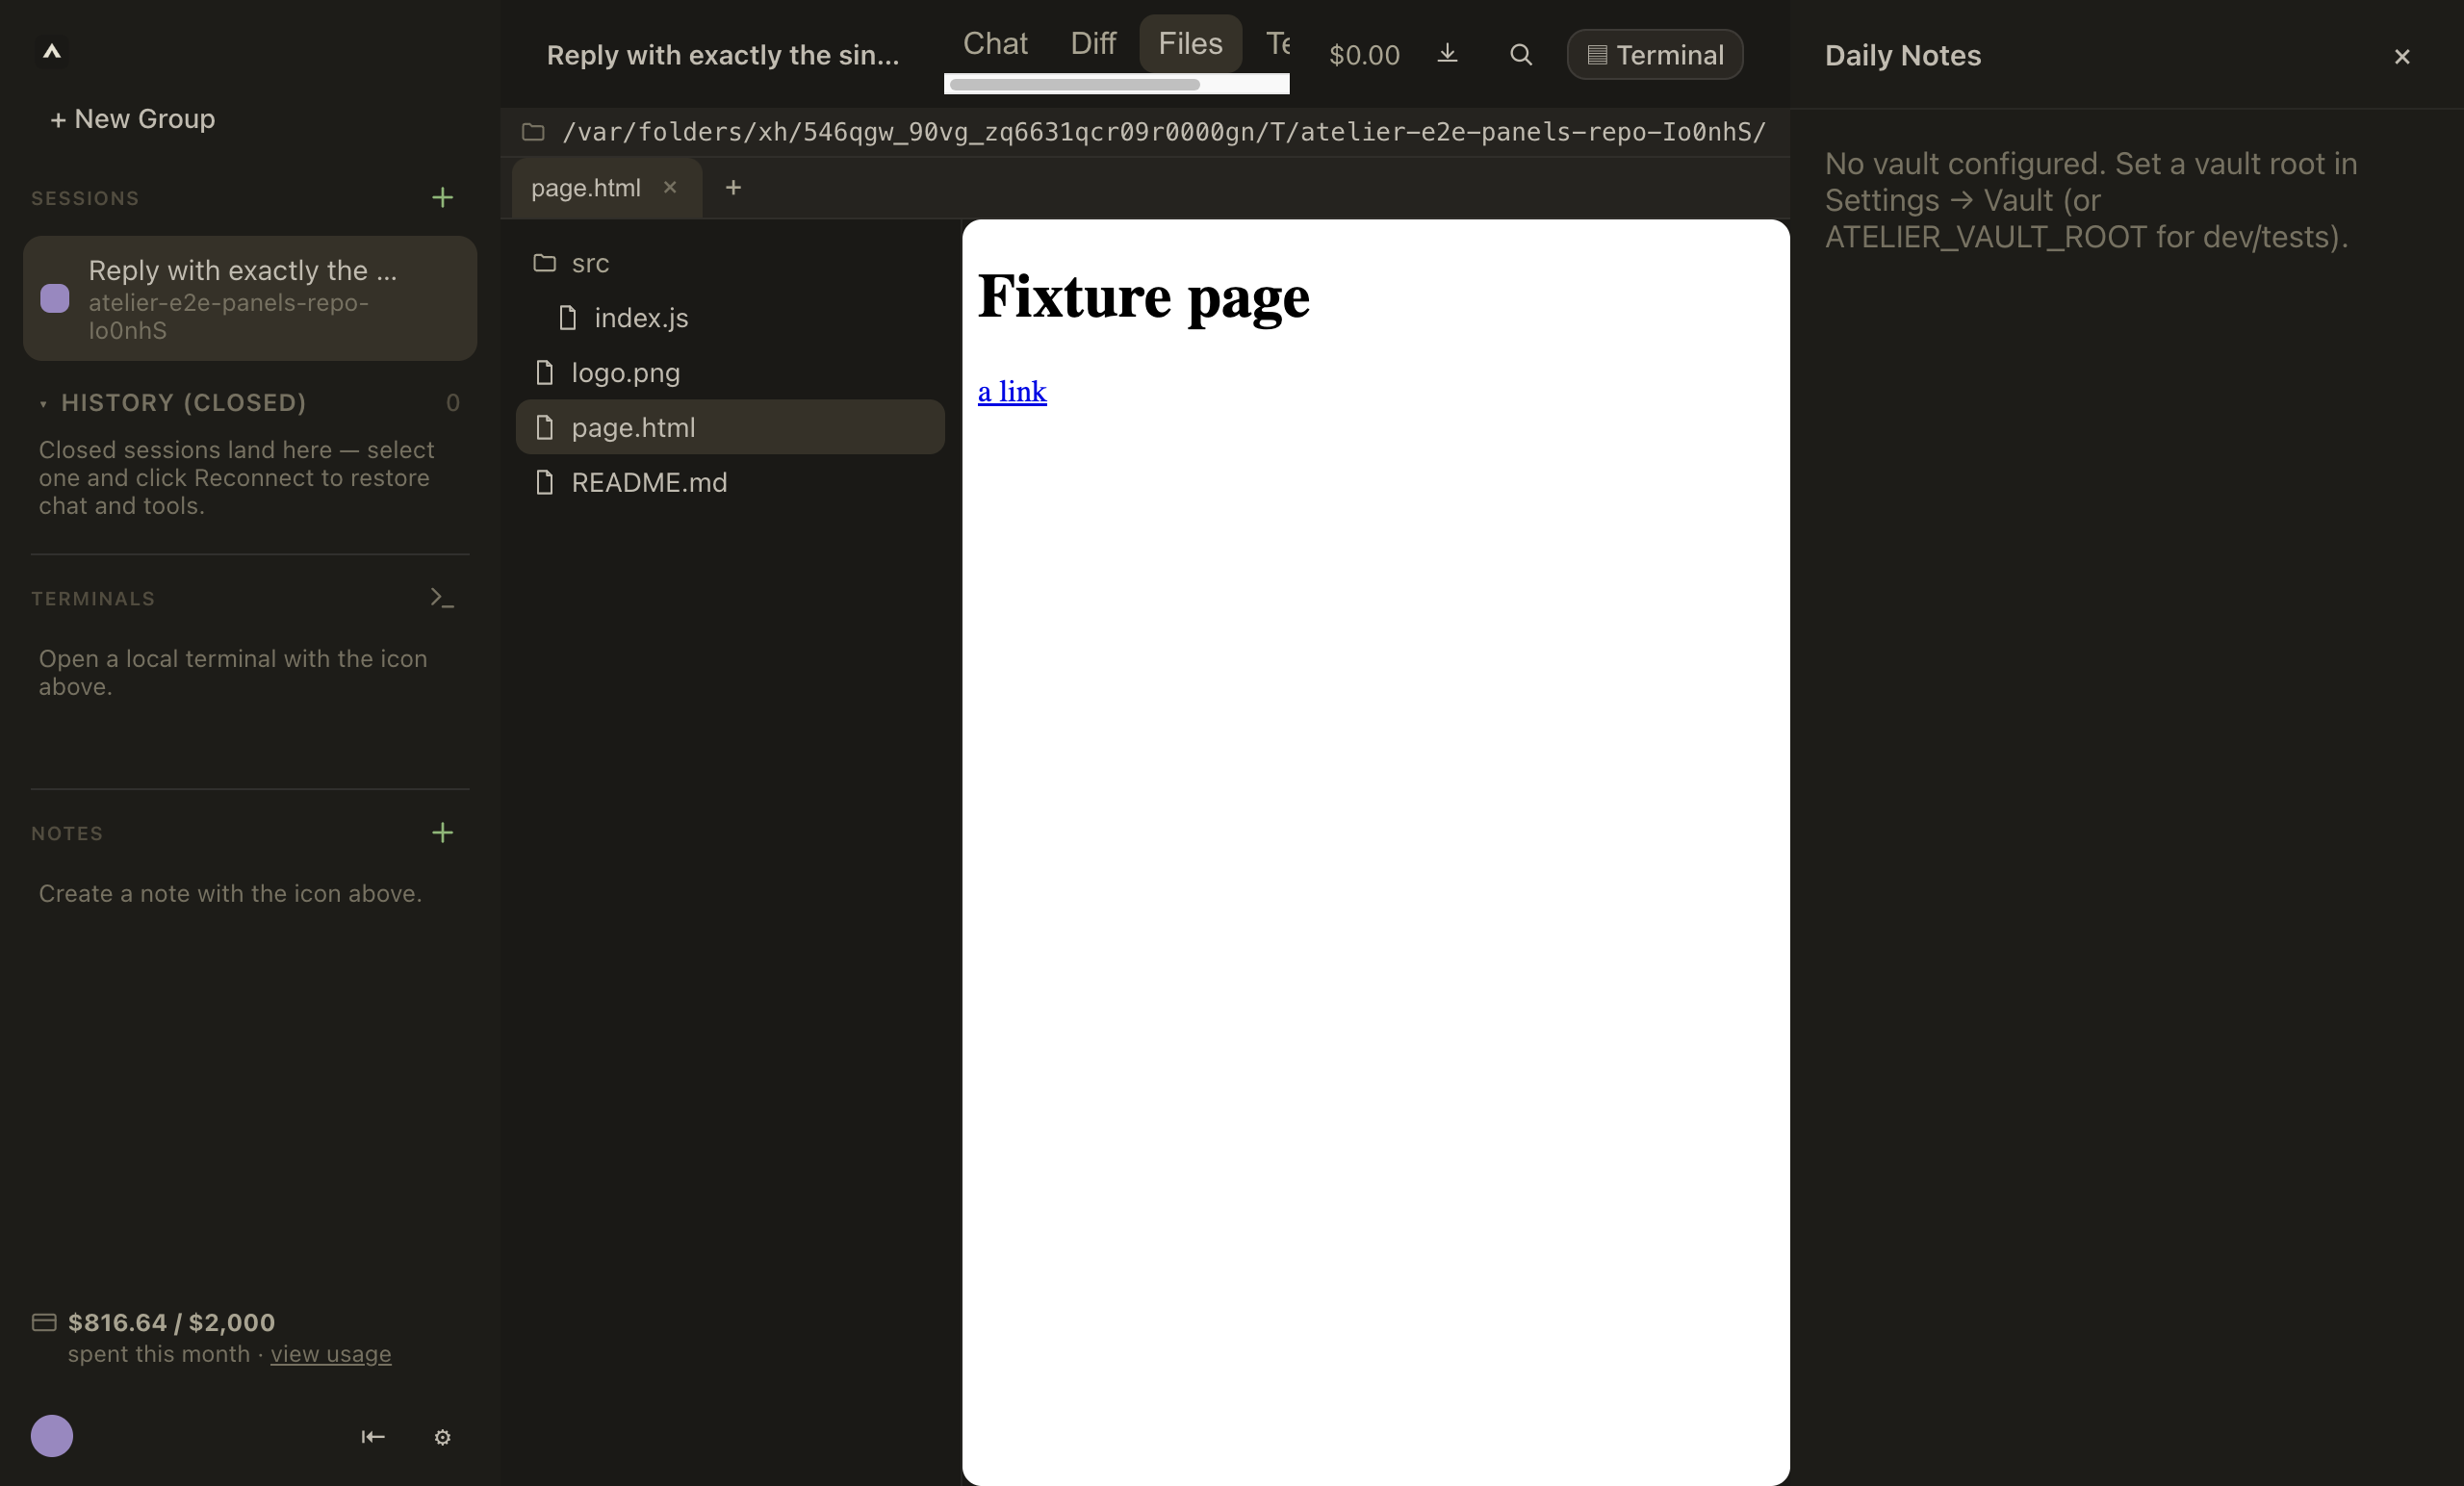 + New Group
SESSIONS
Reply with exactly the ...
atelier-e2e-panels-repo-
Io0nhS
HISTORY (CLOSED) 0
Closed sessions land here — select
one and click Reconnect to restore
chat and tools.
TERMINALS
Open a local terminal with the icon
above.
NOTES
Create a note with the icon above.
$816.64 / $2,000
spent this month · view usage
Reply with exactly the sin...
Chat Diff Files Te
$0.00
Terminal
/var/folders/xh/546qgw_90vg_zq6631qcr09r0000gn/T/atelier-e2e-panels-repo-Io0nhS/
page.html × +
src
index.js
logo.png
page.html
README.md
Fixture page
a link
Daily Notes
No vault configured. Set a vault root in
Settings → Vault (or
ATELIER_VAULT_ROOT for dev/tests).